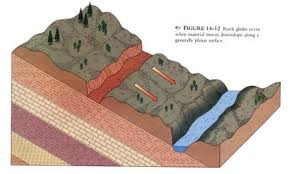 FIGURE 14-12 Rock glides occur
when material moves downslope along a
generally planar surface.